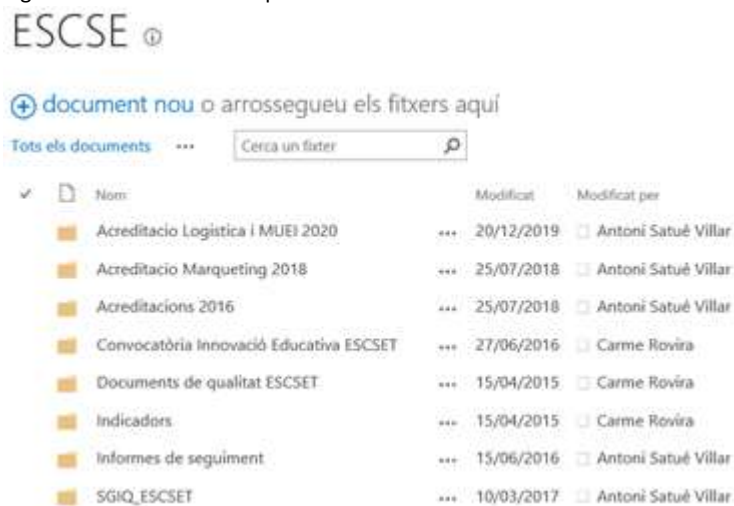 ESCSE
document nou o arrossegueu els fitxers aquí
Tots els documents ... Cerca un fitxer
Nom Modificat Modificat per
Acreditacio Logistica i MUEI 2020 ... 20/12/2019 Antoni Satué Villar
Acreditacio Marqueting 2018 ... 25/07/2018 Antoni Satué Villar
Acreditacions 2016 ... 25/07/2018 Antoni Satué Villar
Convocatòria Innovació Educativa ESCSET ... 27/06/2016 Carme Rovira
Documents de qualitat ESCSET ... 15/04/2015 Carme Rovira
Indicadors ... 15/04/2015 Carme Rovira
Informes de seguiment ... 15/06/2016 Antoni Satué Villar
SGIQ_ESCSET ... 10/03/2017 Antoni Satué Villar